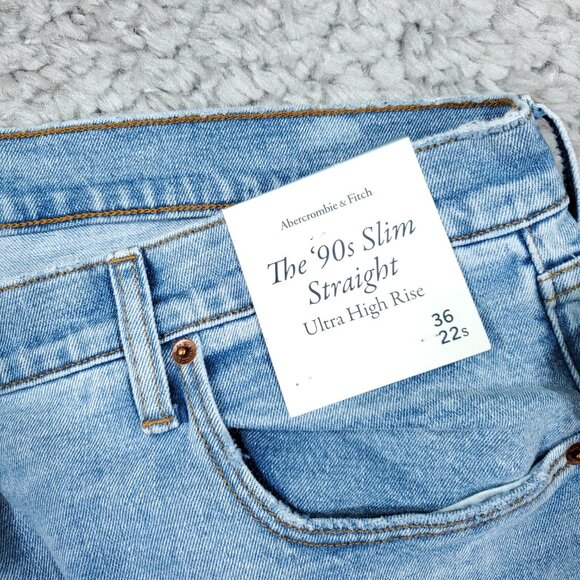 Abercrombie & Fitch
The ‘90s Slim
Straight
Ultra High Rise
36
22s